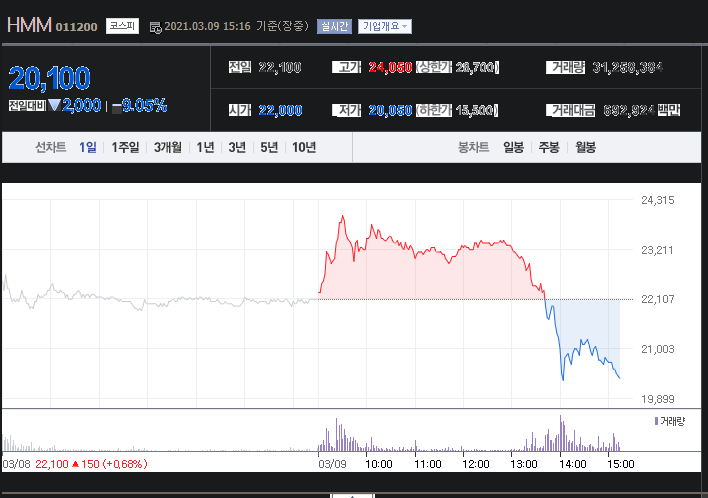 HMM 011200 코스피 2021.03.09 15:16 기준(장중) 실시간 기업개요
20,100
전일대비 ▼2,000 | -9.05%
전일 22,100 고가 24,050 (상한가 28,700) 거래량 31,258,384
시가 22,000 저가 20,050 (하한가 15,500) 거래대금 692,924 백만
선차트 1일 1주일 3개월 1년 3년 5년 10년 봉차트 일봉 주봉 월봉
24,315
23,211
22,107
21,003
19,899
거래량
03/08 22,100 ▲ 150 (+0,68%) 03/09 10:00 11:00 12:00 13:00 14:00 15:00